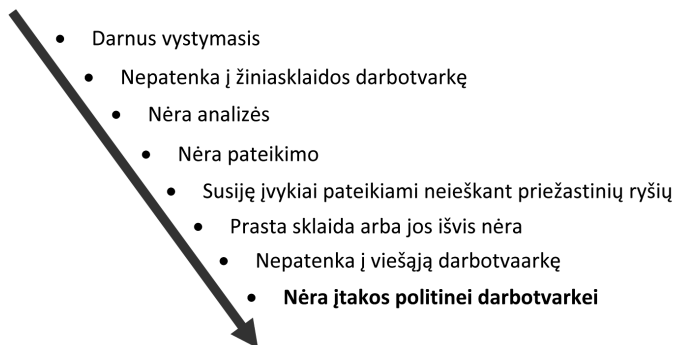 • Darnus vystymasis
• Nepatenka į žiniasklaidos darbotvarkę
• Nėra analizės
• Nėra pateikimo
• Susiję įvykiai pateikiami neieškant priežastinių ryšių
• Prasta sklaida arba jos išvis nėra
• Nepatenka į viešąją darbotvaarkę
• Nėra įtakos politinei darbotvarkei